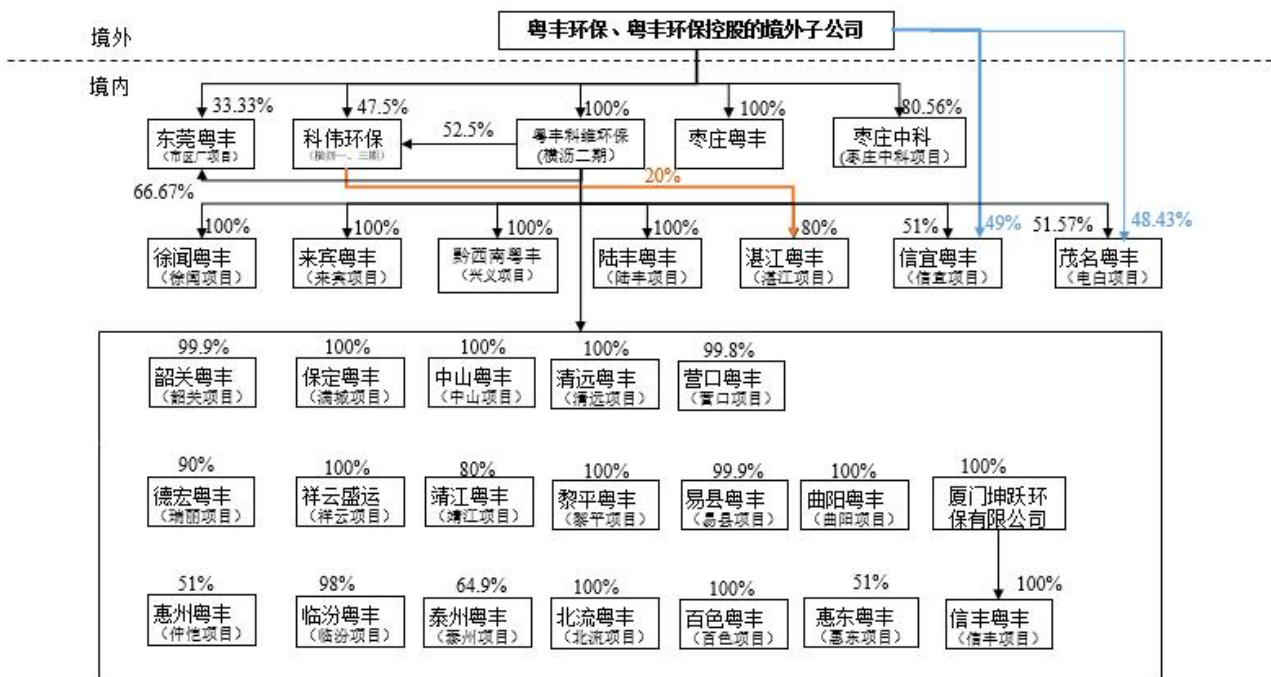 粤丰环保、粤丰环保控股的境外子公司
境外
境内
33.33%
47.5%
100%
100%
80.56%
东莞粤丰
（市区厂项目）
科伟环保
（横沥一、三期）
52.5%
粤丰科维环保
(横沥二期)
枣庄粤丰
枣庄中科
(枣庄中科项目)
66.67%
20%
100%
100%
100%
100%
80%
51%
49%
51.57%
48.43%
徐闻粤丰
（徐闻项目）
来宾粤丰
（来宾项目）
黔西南粤丰
（兴义项目）
陆丰粤丰
（陆丰项目）
湛江粤丰
（湛江项目）
信宜粤丰
（信宜项目）
茂名粤丰
（电白项目）
99.9%
100%
100%
100%
99.8%
韶关粤丰
（韶关项目）
保定粤丰
（满城项目）
中山粤丰
（中山项目）
清远粤丰
（清远项目）
营口粤丰
（营口项目）
90%
100%
80%
100%
99.9%
100%
100%
德宏粤丰
（瑞丽项目）
祥云盛运
（祥云项目）
靖江粤丰
（靖江项目）
黎平粤丰
（黎平项目）
易县粤丰
（易县项目）
曲阳粤丰
（曲阳项目）
厦门坤跃环
保有限公司
51%
98%
64.9%
100%
100%
51%
100%
惠州粤丰
（仲恺项目）
临汾粤丰
（临汾项目）
泰州粤丰
（泰州项目）
北流粤丰
（北流项目）
百色粤丰
（百色项目）
惠东粤丰
（惠东项目）
信丰粤丰
（信丰项目）